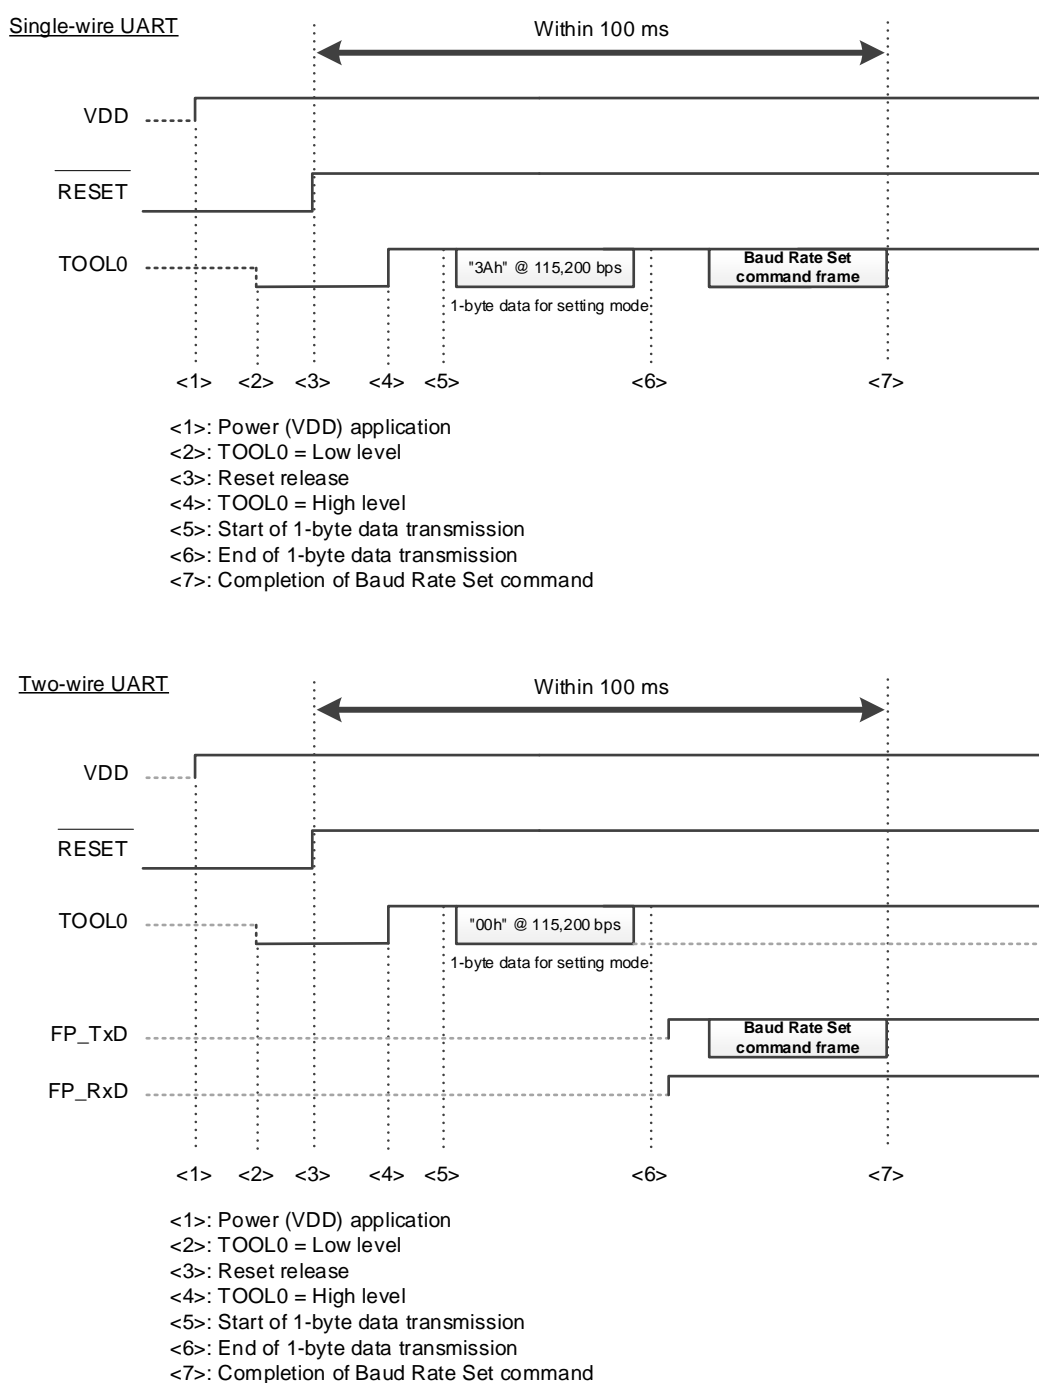 Single-wire UART
Within 100 ms
VDD
RESET
TOOL0
"3Ah" @ 115,200 bps
Baud Rate Set
command frame
1-byte data for setting mode
<1> <2> <3> <4> <5> <6> <7>
<1>: Power (VDD) application
<2>: TOOL0 = Low level
<3>: Reset release
<4>: TOOL0 = High level
<5>: Start of 1-byte data transmission
<6>: End of 1-byte data transmission
<7>: Completion of Baud Rate Set command
Two-wire UART
Within 100 ms
VDD
RESET
TOOL0
"00h" @ 115,200 bps
1-byte data for setting mode
FP_TxD
Baud Rate Set
command frame
FP_RxD
<1> <2> <3> <4> <5> <6> <7>
<1>: Power (VDD) application
<2>: TOOL0 = Low level
<3>: Reset release
<4>: TOOL0 = High level
<5>: Start of 1-byte data transmission
<6>: End of 1-byte data transmission
<7>: Completion of Baud Rate Set command